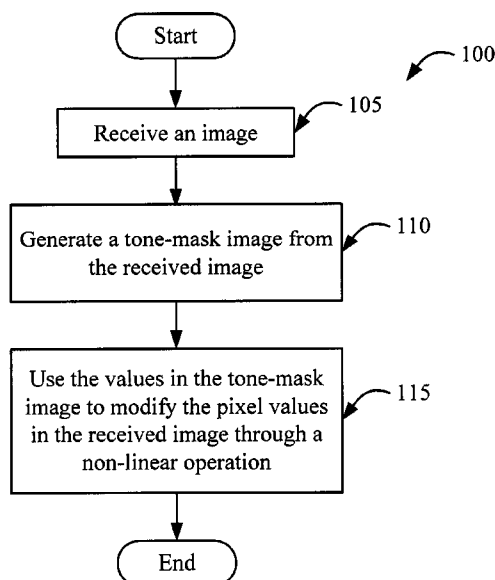 Start
100
Receive an image
105
Generate a tone-mask image from
the received image
110
Use the values in the tone-mask
image to modify the pixel values
in the received image through a
non-linear operation
115
End